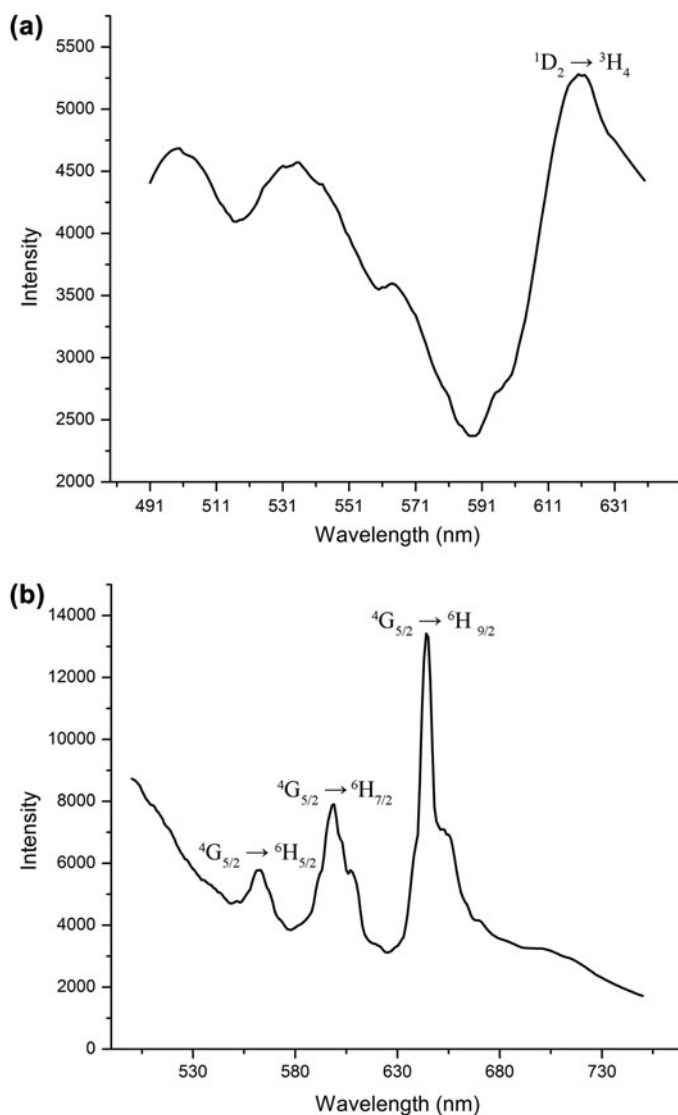 (a)
¹D₂ → ³H₄
5500
5000
4500
4000
3500
3000
2500
2000
Intensity
491 511 531 551 571 591 611 631
Wavelength (nm)
(b)
⁴G₅/₂ → ⁶H ₉/₂
⁴G₅/₂ → ⁶H₇/₂
⁴G₅/₂ → ⁶H₅/₂
14000
12000
10000
8000
6000
4000
2000
0
Intensity
530 580 630 680 730
Wavelength (nm)